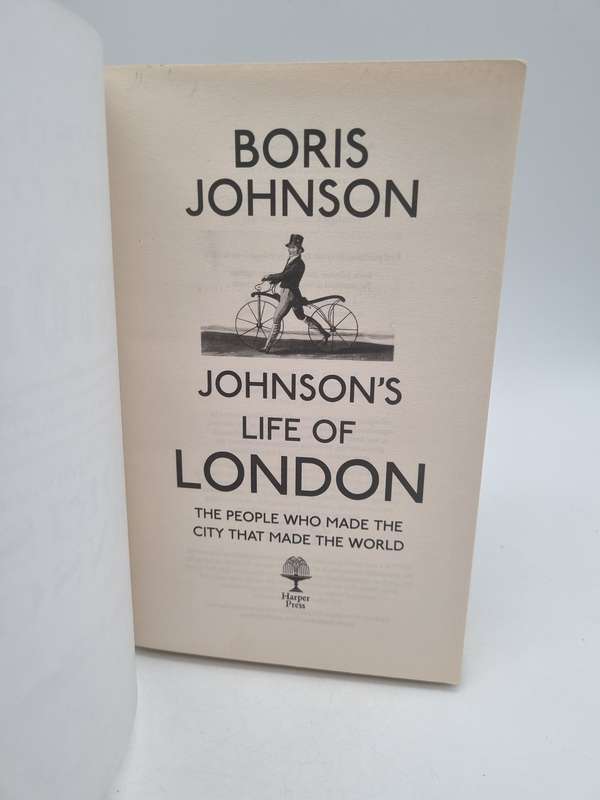 BORIS
JOHNSON
JOHNSON'S
LIFE OF
LONDON
THE PEOPLE WHO MADE THE
CITY THAT MADE THE WORLD
Harper
Press